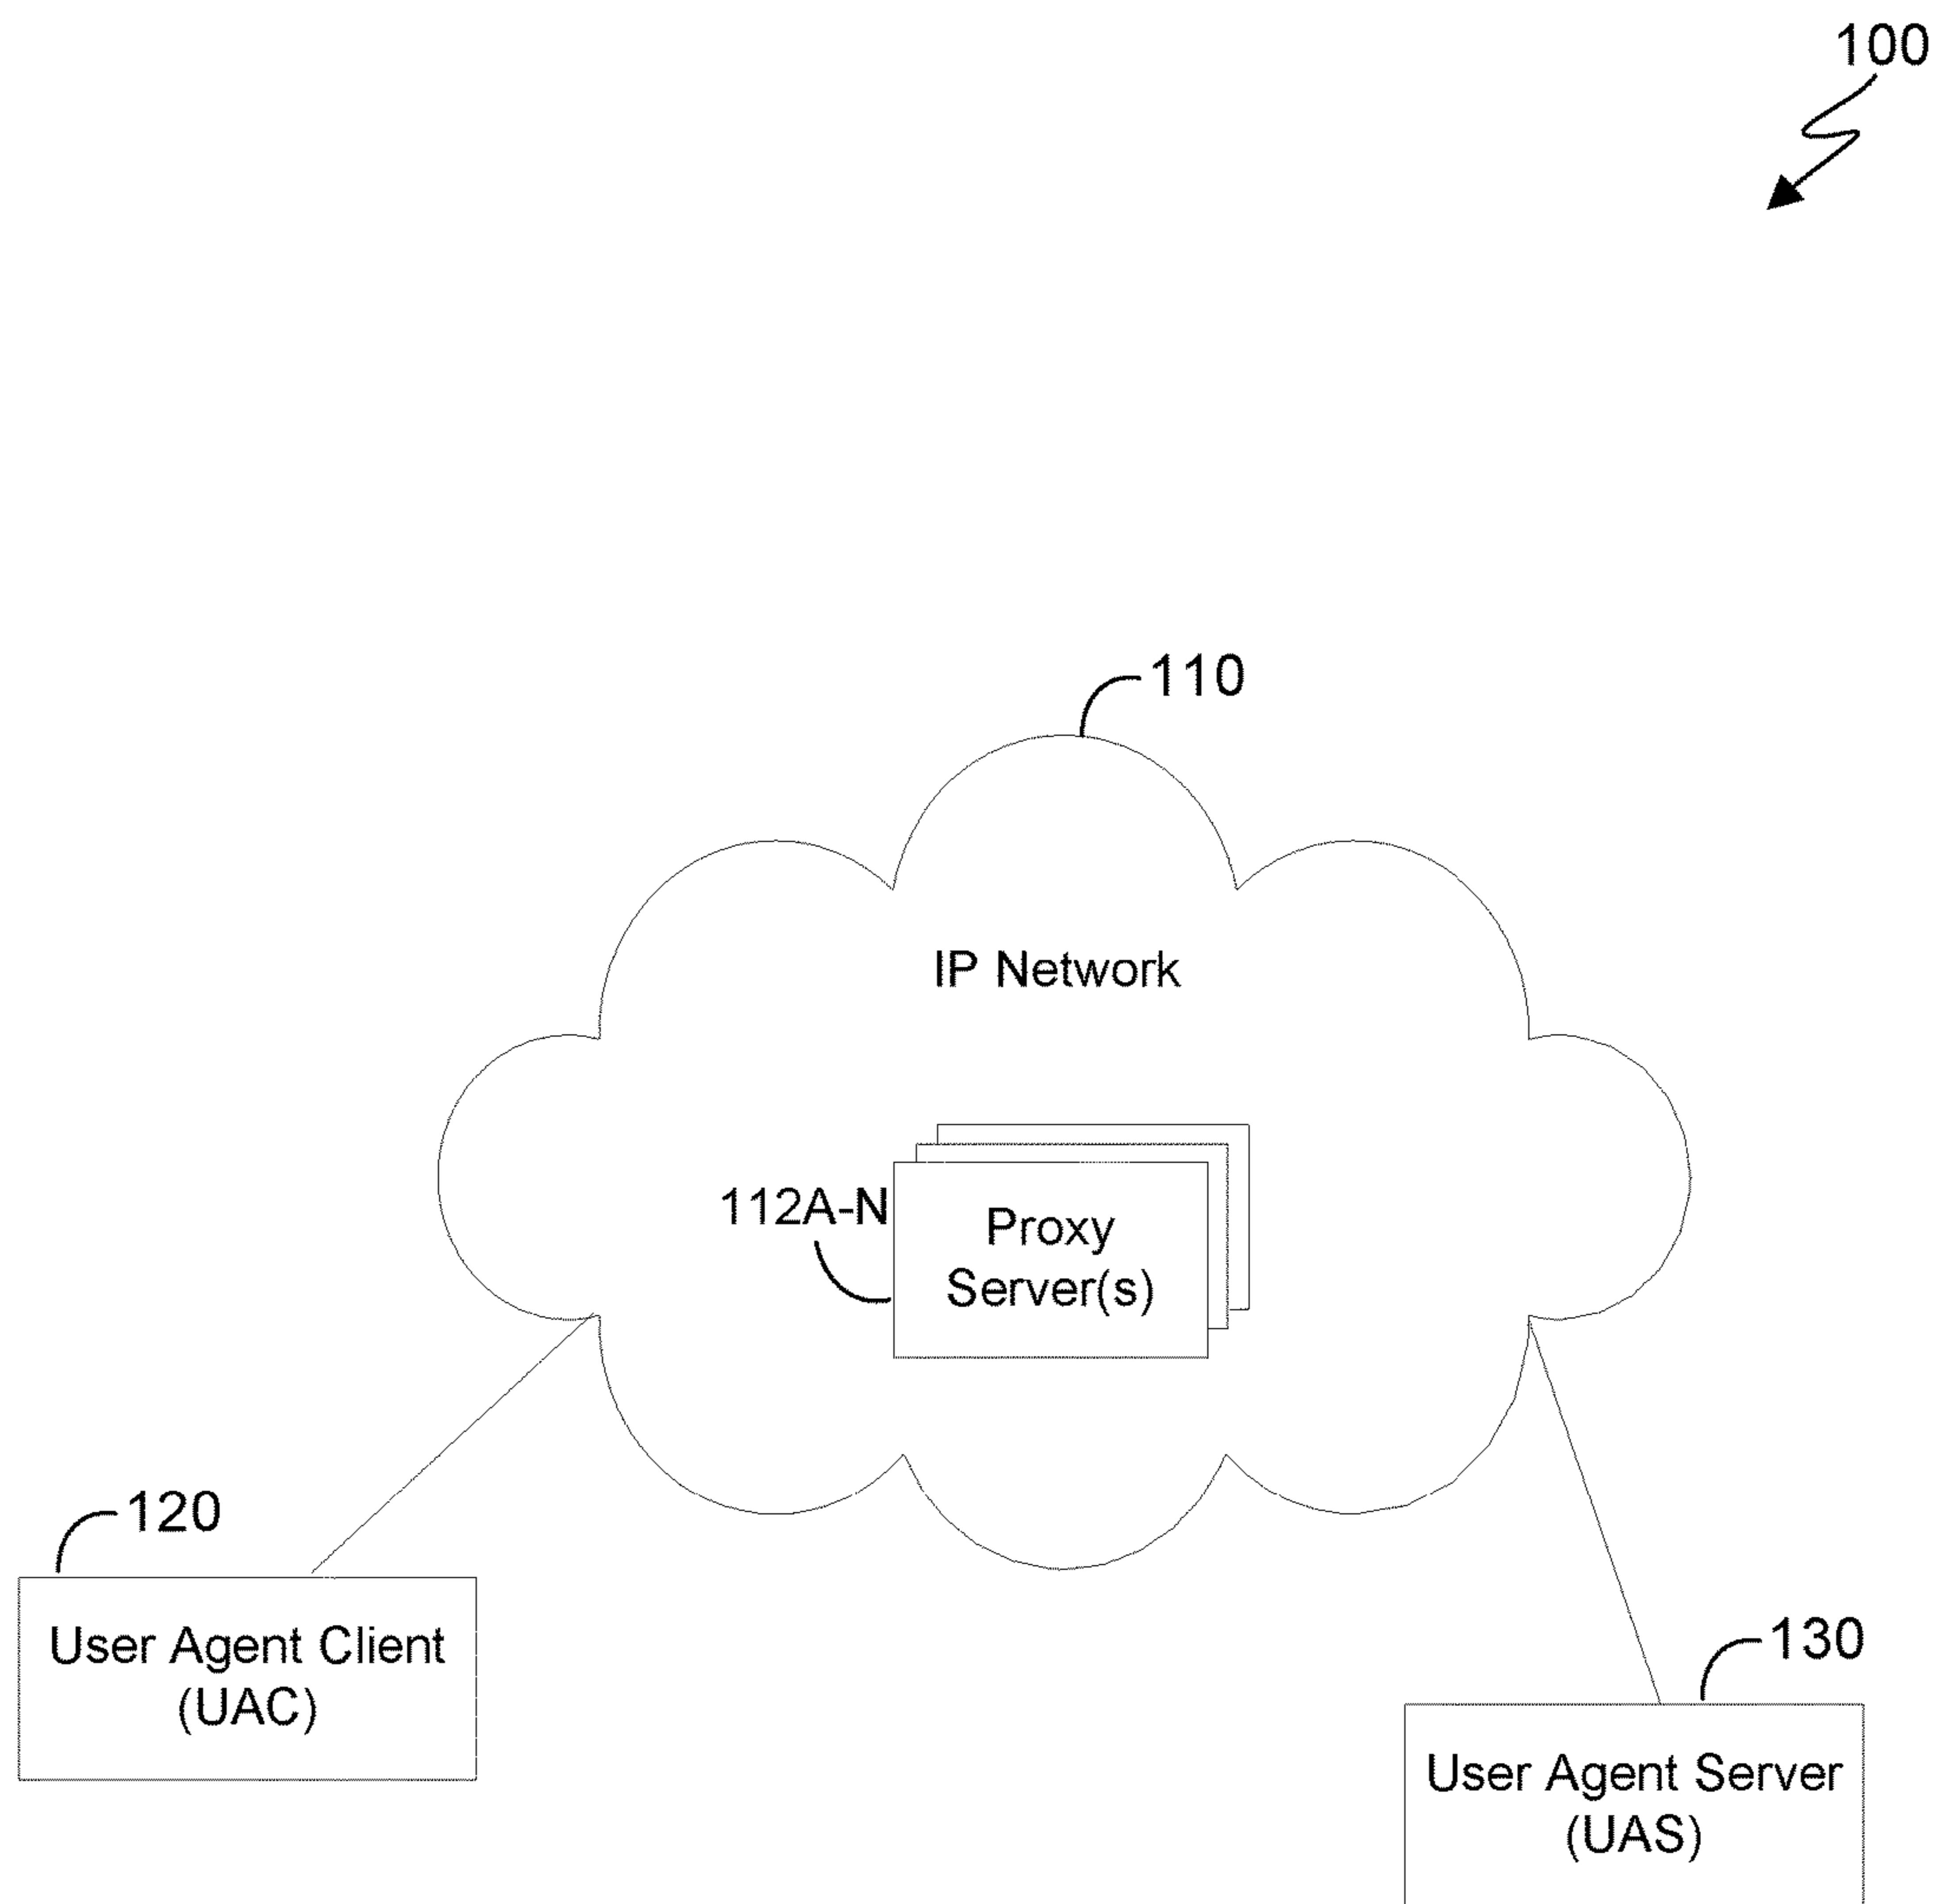 100
110
IP Network
112A-N
Proxy
Server(s)
120
User Agent Client
(UAC)
130
User Agent Server
(UAS)